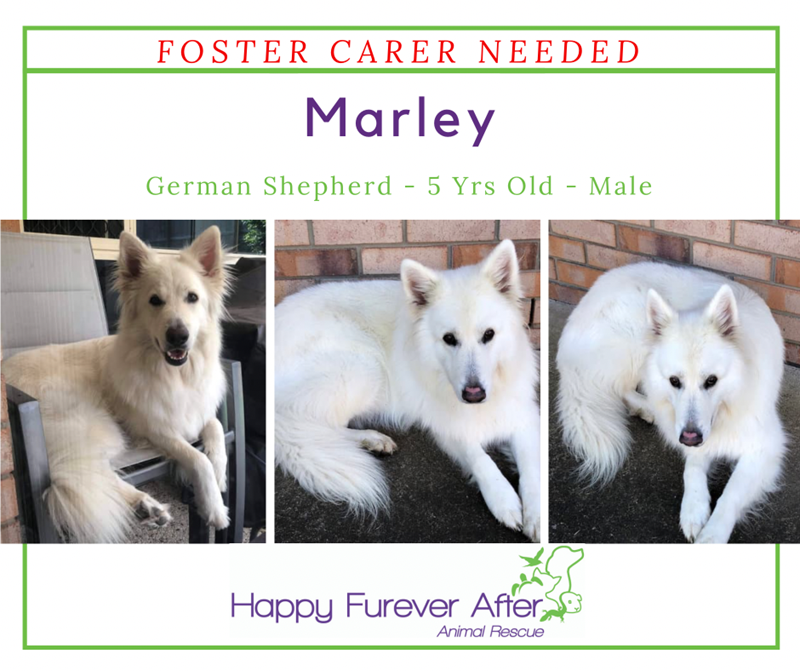 FOSTER CARER NEEDED
Marley
German Shepherd - 5 Yrs Old - Male
Happy Furever After
Animal Rescue